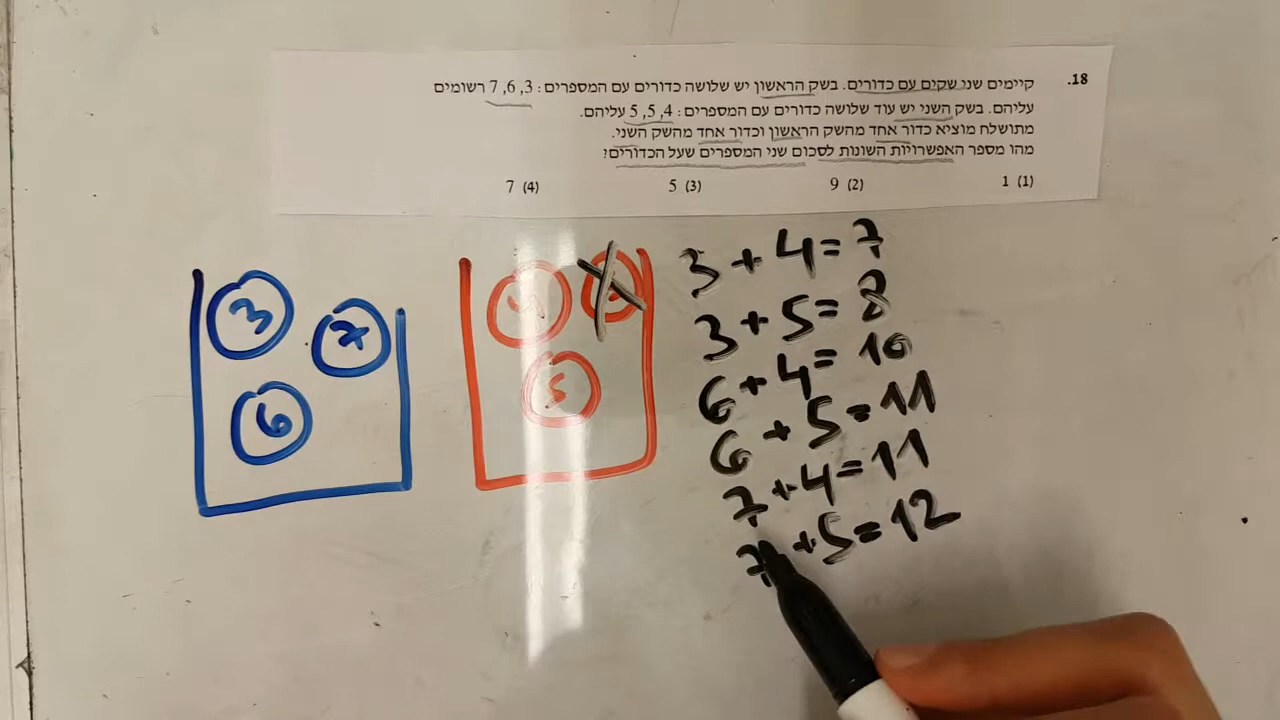 18. קיימים שני שקים עם כדורים. בשק הראשון יש שלושה כדורים עם המספרים: 3, 6, 7 רשומים
עליהם. בשק השני יש עוד שלושה כדורים עם המספרים: 4, 5, 5 עליהם.
מתושלח מוציא כדור אחד מהשק הראשון וכדור אחד מהשק השני.
מהו מספר האפשרויות השונות לסכום שני המספרים שעל הכדורים?
(1) 1 (2) 9 (3) 5 (4) 7
3
7
6
5
3 + 4 = 7
3 + 5 = 8
6 + 4 = 10
6 + 5 = 11
7 + 4 = 11
7 + 5 = 12